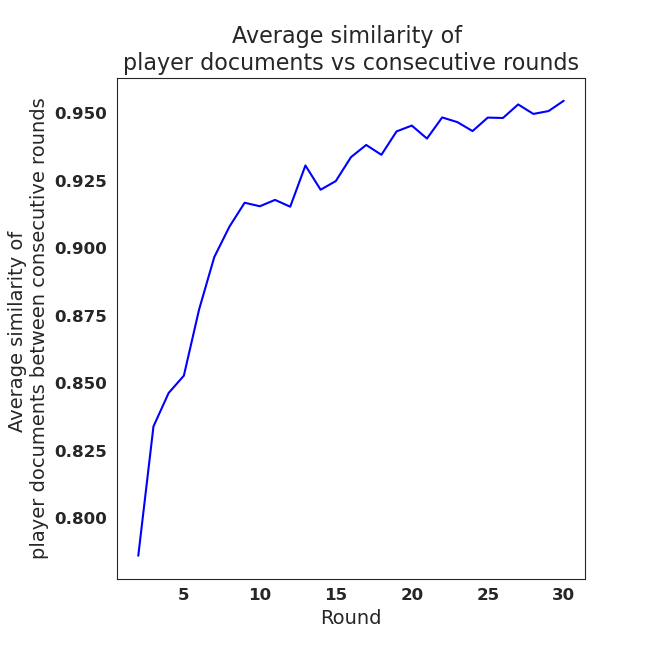 Average similarity of
player documents vs consecutive rounds
Average similarity of
player documents between consecutive rounds
0.950
0.925
0.900
0.875
0.850
0.825
0.800
5 10 15 20 25 30
Round